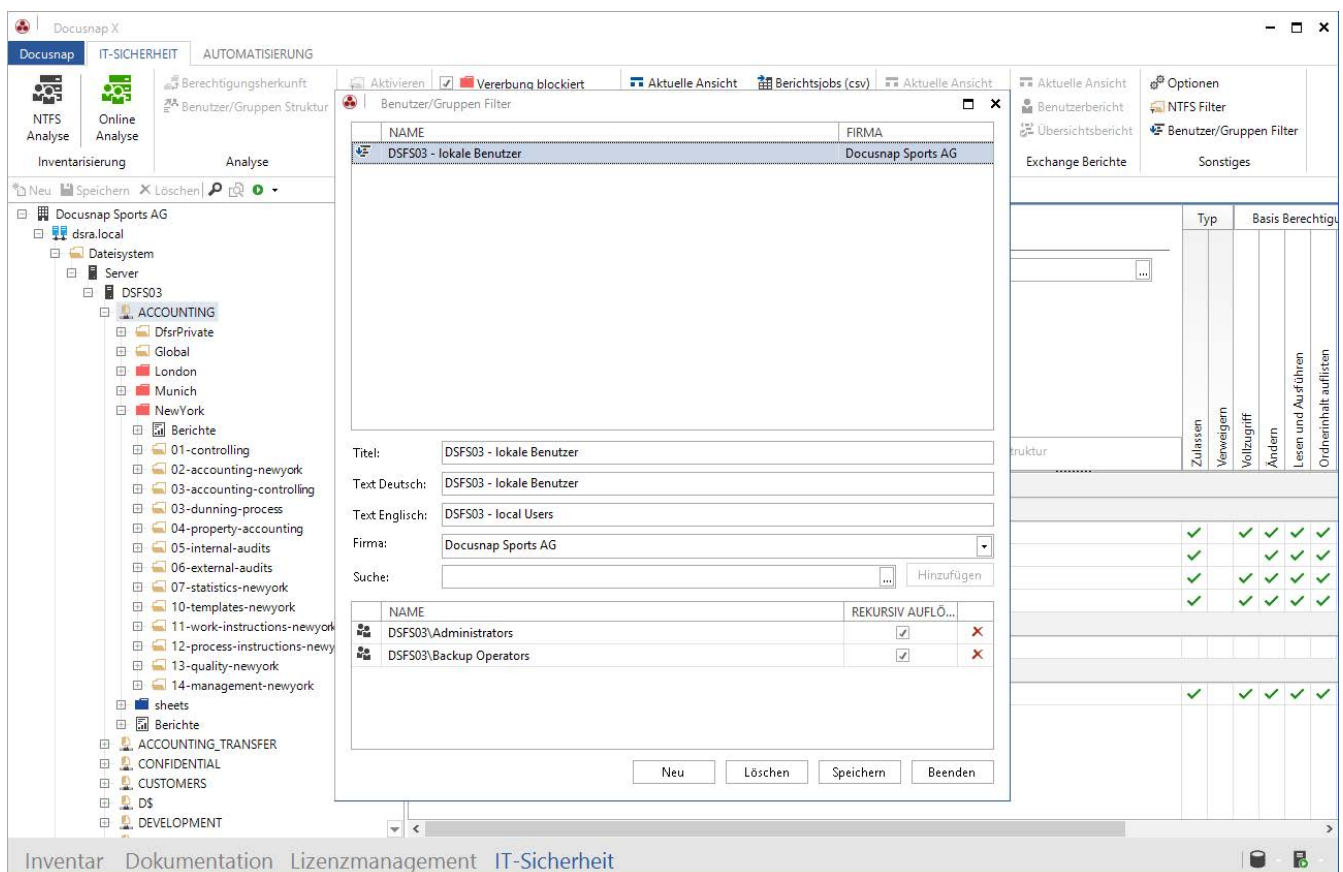 Docusnap X
Docusnap IT-SICHERHEIT AUTOMATISIERUNG
NTFS Analyse
Online Analyse
Berechtigungsherkunft
Benutzer/Gruppen Struktur
Aktivieren
Vererbung blockiert
Aktuelle Ansicht
Berichtsjobs (csv)
Aktuelle Ansicht
Aktuelle Ansicht
Benutzerbericht
Übersichtsbericht
Optionen
NTFS Filter
Benutzer/Gruppen Filter
Inventarisierung
Analyse
Exchange Berichte
Sonstiges
Neu Speichern Löschen
Docusnap Sports AG
dsra.local
Dateisystem
Server
DSFS03
ACCOUNTING
DfsrPrivate
Global
London
Munich
NewYork
Berichte
01-controlling
02-accounting-newyork
03-accounting-controlling
03-dunning-process
04-property-accounting
05-internal-audits
06-external-audits
07-statistics-newyork
10-templates-newyork
11-work-instructions-newyork
12-process-instructions-newy
13-quality-newyork
14-management-newyork
sheets
Berichte
ACCOUNTING_TRANSFER
CONFIDENTIAL
CUSTOMERS
D$
DEVELOPMENT
Benutzer/Gruppen Filter
NAME FIRMA
DSFS03 - lokale Benutzer Docusnap Sports AG
Titel: DSFS03 - lokale Benutzer
Text Deutsch: DSFS03 - lokale Benutzer
Text Englisch: DSFS03 - local Users
Firma: Docusnap Sports AG
Suche: ... Hinzufügen
NAME REKURSIV AUFLÖ...
DSFS03\Administrators
DSFS03\Backup Operators
Neu Löschen Speichern Beenden
...
truktur
Typ Basis Berechtigu
Zulassen
Verweigern
Vollzugriff
Ändern
Lesen und Ausführen
Ordnerinhalt auflisten
Inventar Dokumentation Lizenzmanagement IT-Sicherheit